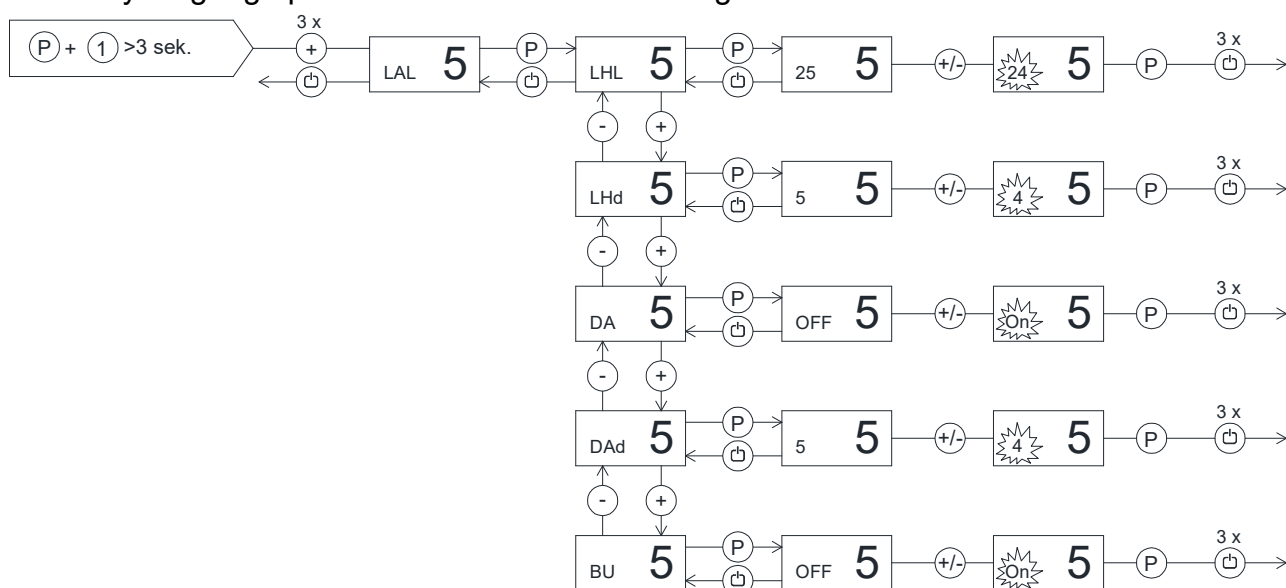 3 x 3 x
P + 1 >3 sek. + LAL 5 P LHL 5 P 25 5 +/- 24 5 P
- +
3 x
LHd 5 P 5 5 +/- 4 5 P
- +
3 x
DA 5 P OFF 5 +/- On 5 P
- +
3 x
DAd 5 P 5 5 +/- 4 5 P
- +
3 x
BU 5 P OFF 5 +/- On 5 P